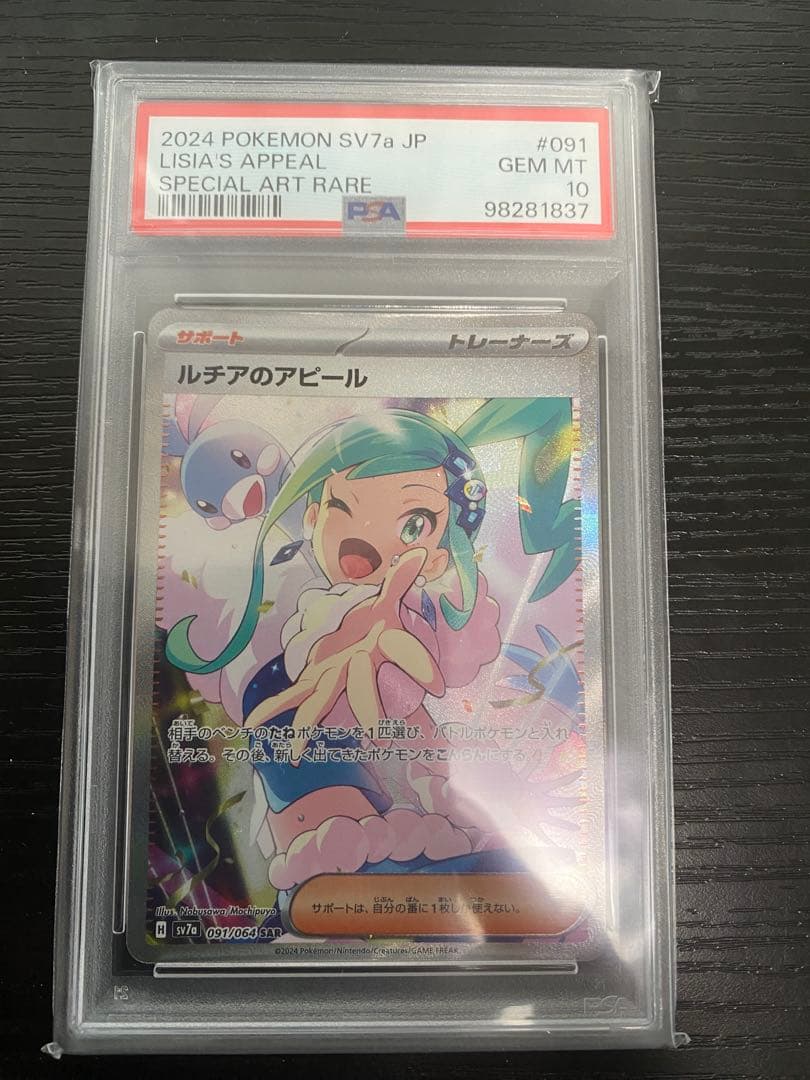 2024 POKEMON SV7a JP #091
LISIA'S APPEAL GEM MT
SPECIAL ART RARE 10
PSA 98281837
サポート トレーナーズ
ルチアのアピール
相手のベンチのたねポケモンを1匹選び、バトルポケモンと入れ
替える。その後、新しく出てきたポケモンをこんらんにする。
サポートは、自分の番に1枚しか使えない。
Illus. Nobusawa/Mochipuyo
H sv7a 091/064 SAR
©2024 Pokémon/Nintendo/Creatures/GAME FREAK.
PSA